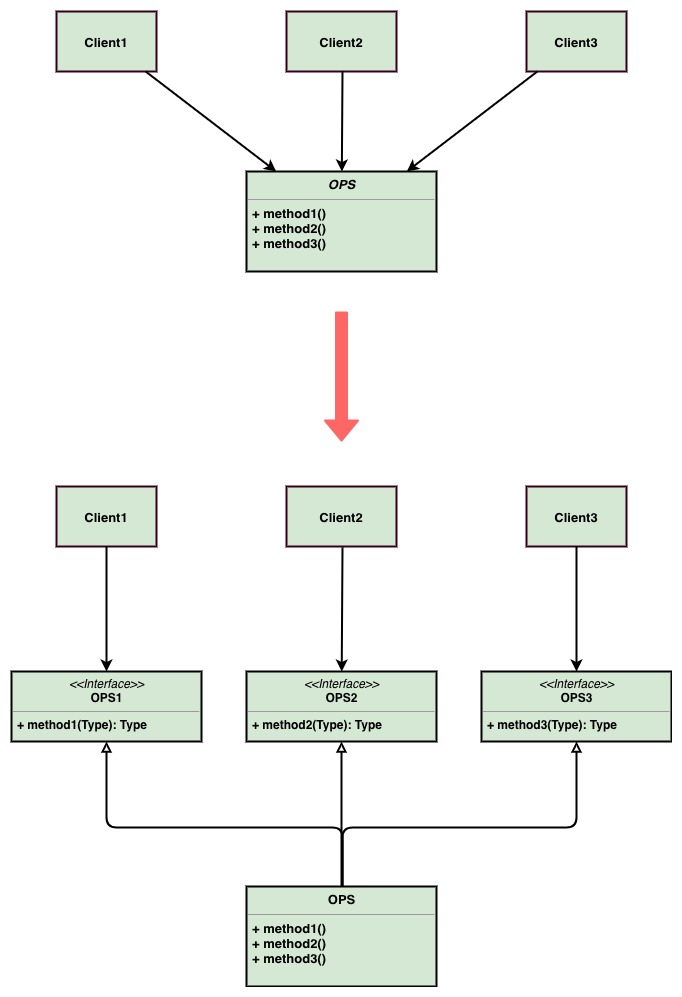 Client1
Client2
Client3
OPS
+ method1()
+ method2()
+ method3()
Client1
Client2
Client3
<<Interface>>
OPS1
+ method1(Type): Type
<<Interface>>
OPS2
+ method2(Type): Type
<<Interface>>
OPS3
+ method3(Type): Type
OPS
+ method1()
+ method2()
+ method3()